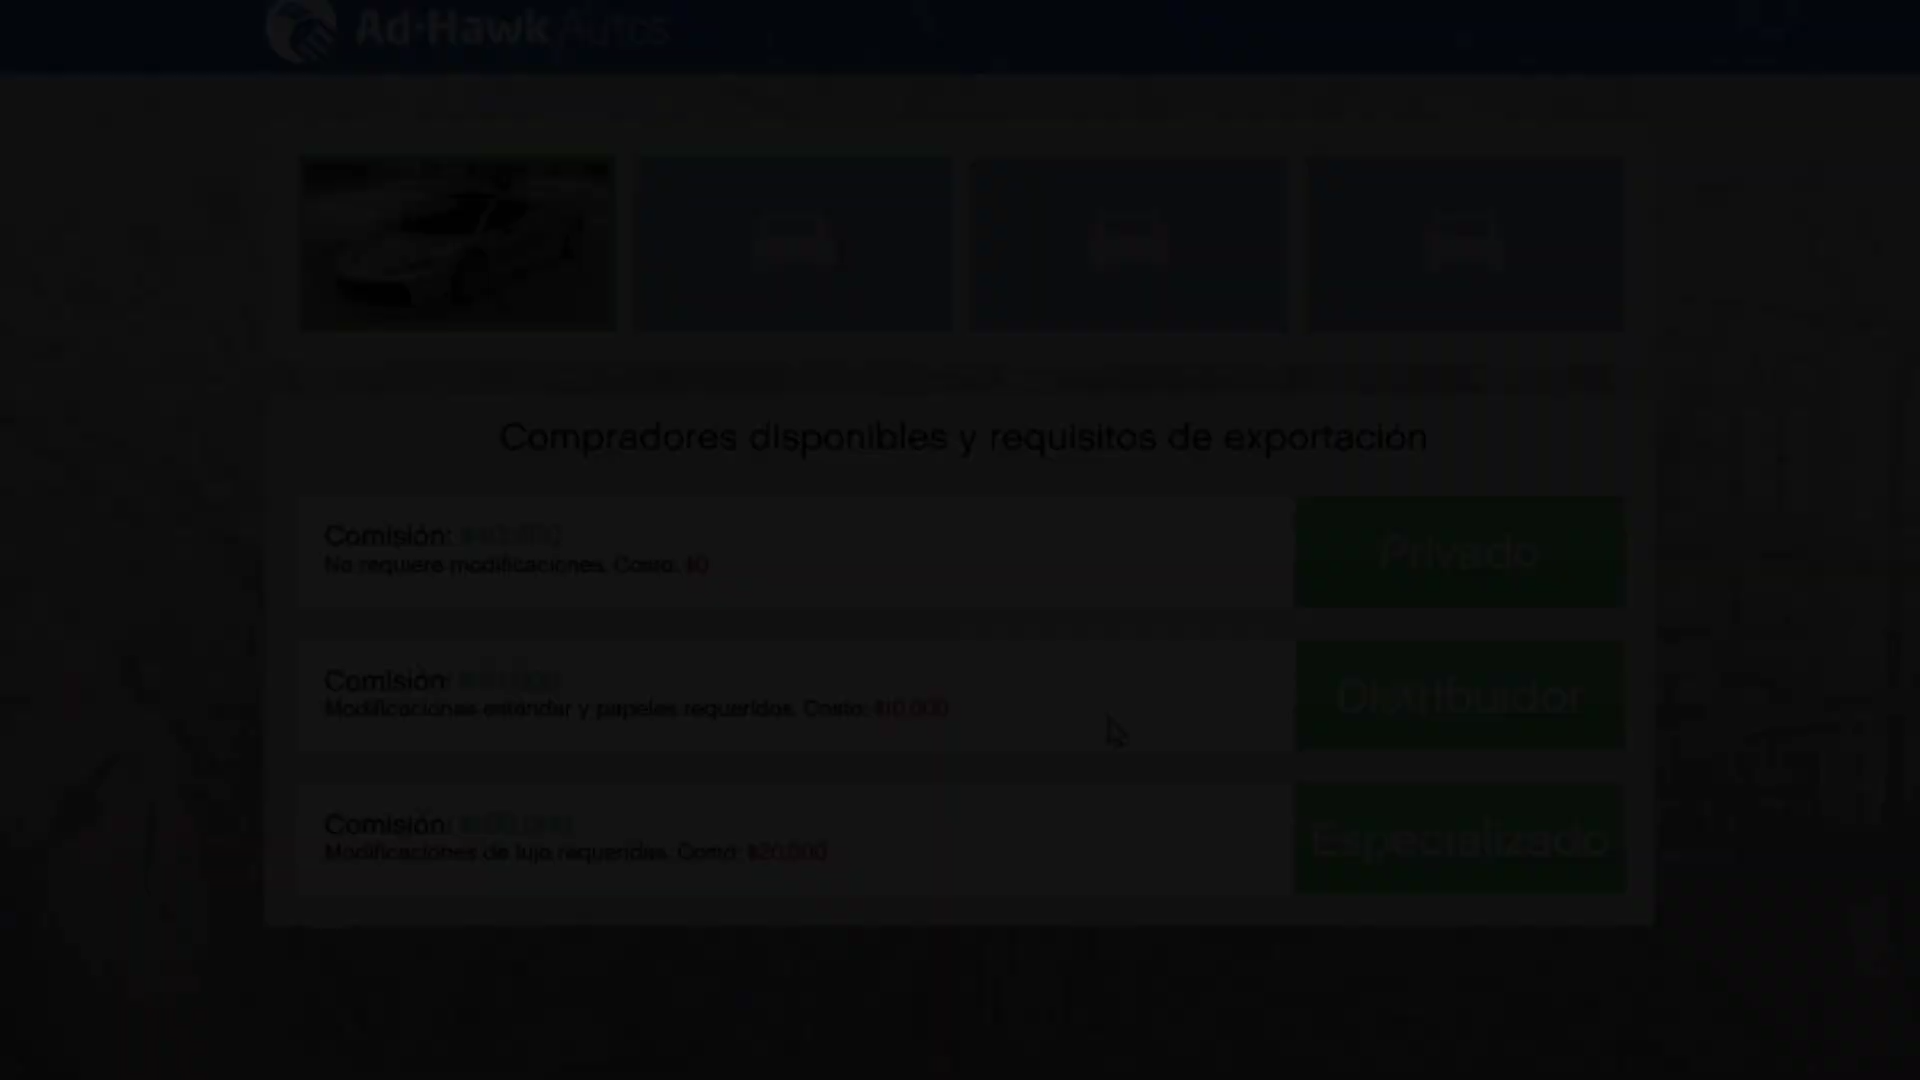 Ad-Hawk Autos
Compradores disponibles y requisitos de exportación
Comisión:
No requiere modificaciones. Costo: $0
Privado
Comisión:
Modificaciones estándar y papeles requeridos. Costo: $10,000
Distribuidor
Comisión:
Modificaciones de lujo requeridas. Costo: $20,000
Especializado